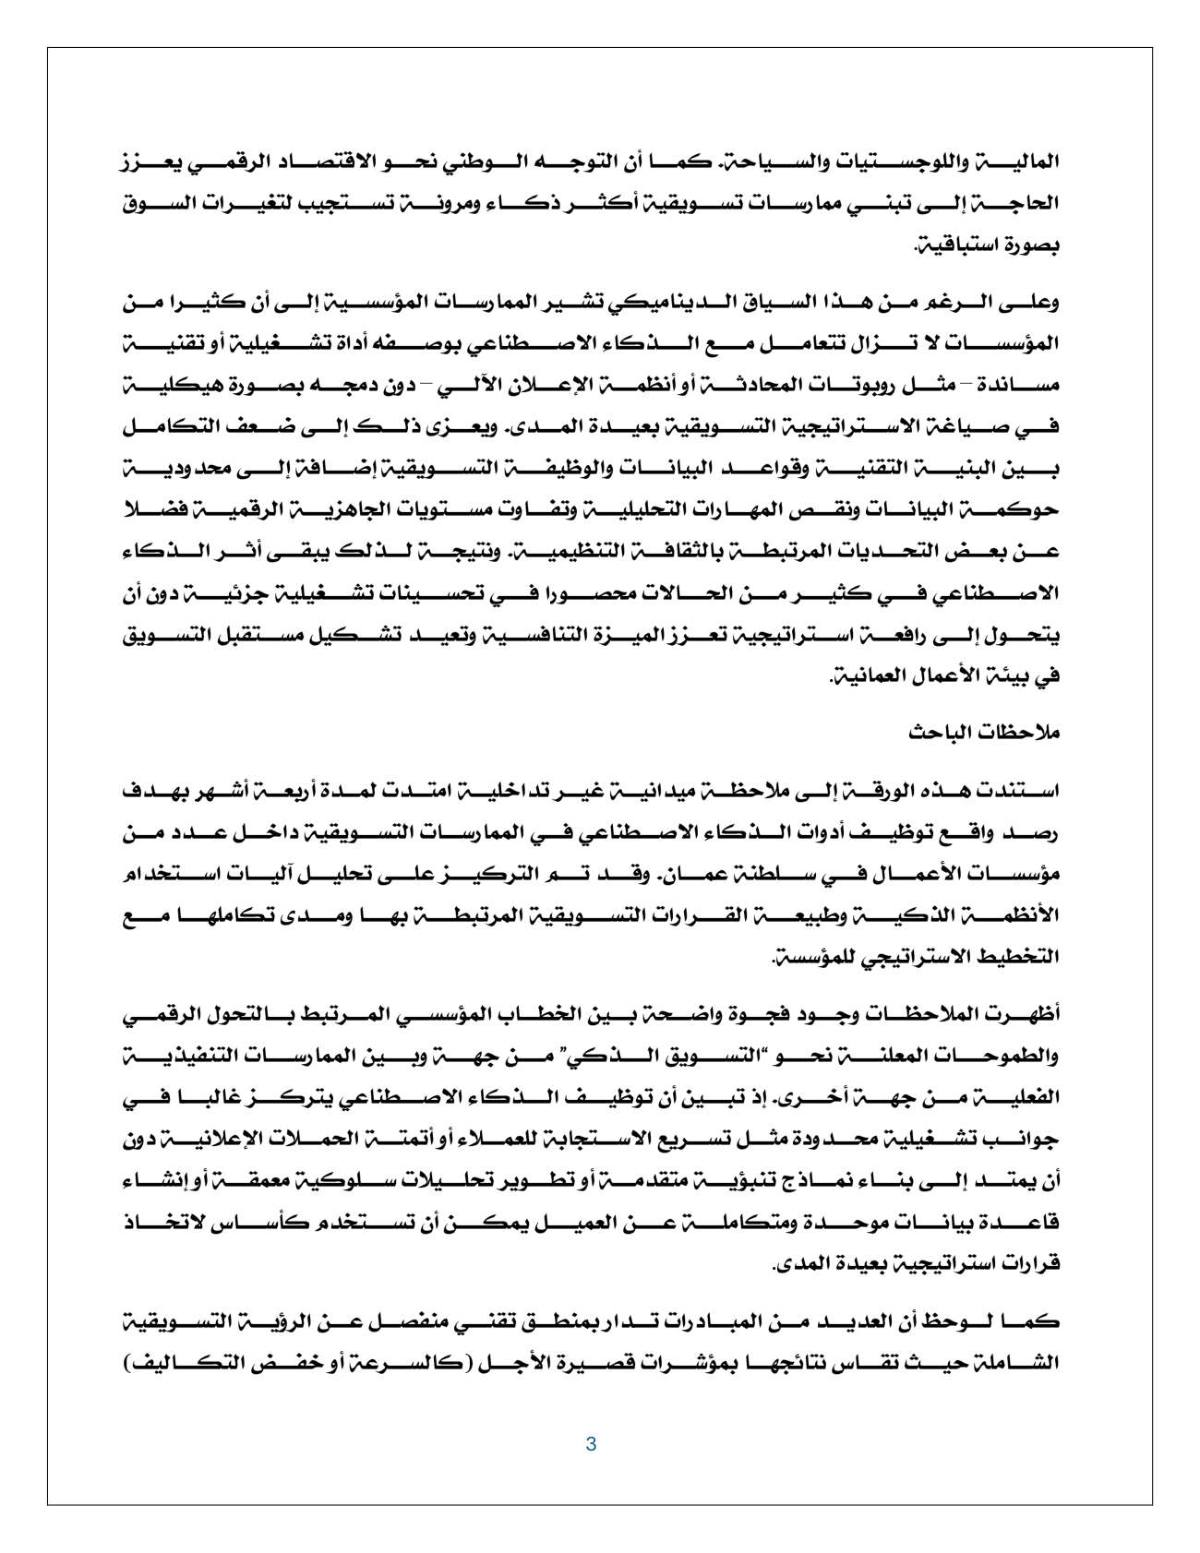 المالية واللوجستيات والسياحة. كما أن التوجه الوطني نحو الاقتصاد الرقمي يعزز
الحاجة إلى تبني ممارسات تسويقية أكثر ذكاء ومرونة تستجيب لتغيرات السوق
بصورة استباقية.
وعلى الرغم من هذا السياق الديناميكي تشير الممارسات المؤسسية إلى أن كثيرا من
المؤسسات لا تزال تتعامل مع الذكاء الاصطناعي بوصفه أداة تشغيلية أو تقنية
مساندة – مثل روبوتات المحادثة أو أنظمة الإعلان الآلي – دون دمجه بصورة هيكلية
في صياغة الاستراتيجية التسويقية بعيدة المدى. ويعزى ذلك إلى ضعف التكامل
بين البنية التقنية وقواعد البيانات والوظيفة التسويقية إضافة إلى محدودية
حوكمة البيانات ونقص المهارات التحليلية وتفاوت مستويات الجاهزية الرقمية فضلا
عن بعض التحديات المرتبطة بالثقافة التنظيمية. ونتيجة لذلك يبقى أثر الذكاء
الاصطناعي في كثير من الحالات محصورا في تحسينات تشغيلية جزئية دون أن
يتحول إلى رافعة استراتيجية تعزز الميزة التنافسية وتعيد تشكيل مستقبل التسويق
في بيئة الأعمال العمانية.
ملاحظات الباحث
استندت هذه الورقة إلى ملاحظة ميدانية غير تداخلية امتدت لمدة أربعة أشهر بهدف
رصد واقع توظيف أدوات الذكاء الاصطناعي في الممارسات التسويقية داخل عدد من
مؤسسات الأعمال في سلطنة عمان. وقد تم التركيز على تحليل آليات استخدام
الأنظمة الذكية وطبيعة القرارات التسويقية المرتبطة بها ومدى تكاملها مع
التخطيط الاستراتيجي للمؤسسة.
أظهرت الملاحظات وجود فجوة واضحة بين الخطاب المؤسسي المرتبط بالتحول الرقمي
والطموحات المعلنة نحو "التسويق الذكي" من جهة وبين الممارسات التنفيذية
الفعلية من جهة أخرى. إذ تبين أن توظيف الذكاء الاصطناعي يتركز غالبا في
جوانب تشغيلية محدودة مثل تسريع الاستجابة للعملاء أو أتمتة الحملات الإعلانية دون
أن يمتد إلى بناء نماذج تنبؤية متقدمة أو تطوير تحليلات سلوكية معمقة أو إنشاء
قاعدة بيانات موحدة ومتكاملة عن العميل يمكن أن تستخدم كأساس لاتخاذ
قرارات استراتيجية بعيدة المدى.
كما لوحظ أن العديد من المبادرات تدار بمنطق تقني منفصل عن الرؤية التسويقية
الشاملة حيث تقاس نتائجها بمؤشرات قصيرة الأجل (كالسرعة أو خفض التكاليف)
3